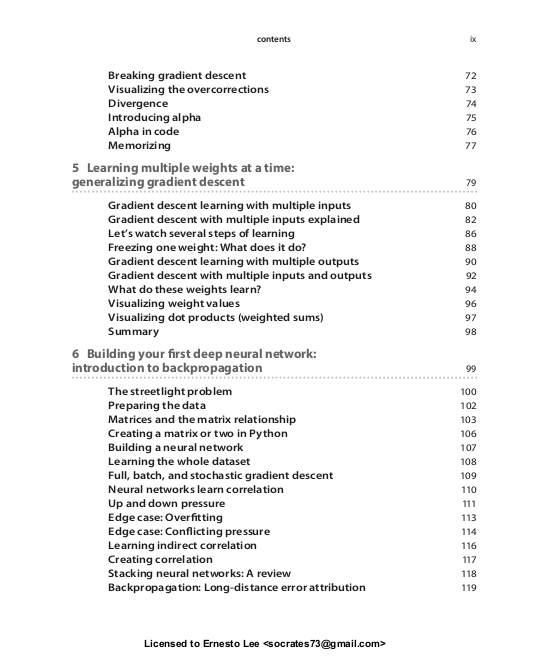 contents ix
Breaking gradient descent 72
Visualizing the overcorrections 73
Divergence 74
Introducing alpha 75
Alpha in code 76
Memorizing 77
5 Learning multiple weights at a time:
generalizing gradient descent 79
Gradient descent learning with multiple inputs 80
Gradient descent with multiple inputs explained 82
Let's watch several steps of learning 86
Freezing one weight: What does it do? 88
Gradient descent learning with multiple outputs 90
Gradient descent with multiple inputs and outputs 92
What do these weights learn? 94
Visualizing weight values 96
Visualizing dot products (weighted sums) 97
Summary 98
6 Building your first deep neural network:
introduction to backpropagation 99
The streetlight problem 100
Preparing the data 102
Matrices and the matrix relationship 103
Creating a matrix or two in Python 106
Building a neural network 107
Learning the whole dataset 108
Full, batch, and stochastic gradient descent 109
Neural networks learn correlation 110
Up and down pressure 111
Edge case: Overfitting 113
Edge case: Conflicting pressure 114
Learning indirect correlation 116
Creating correlation 117
Stacking neural networks: A review 118
Backpropagation: Long-distance error attribution 119
Licensed to Ernesto Lee <socrates73@gmail.com>